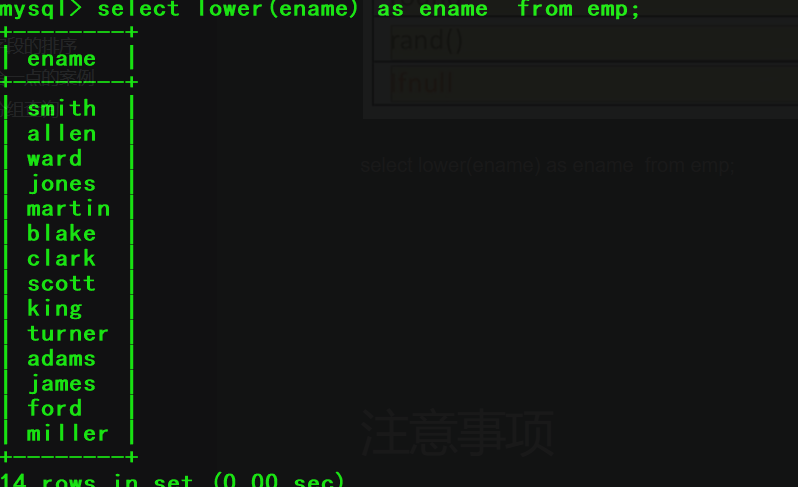 mysql> select lower(ename) as ename  from emp;
+--------+
| ename  |
+--------+
| smith  |
| allen  |
| ward   |
| jones  |
| martin |
| blake  |
| clark  |
| scott  |
| king   |
| turner |
| adams  |
| james  |
| ford   |
| miller |
+--------+
14 rows in set (0.00 sec)
段的排序
一点的案例
rand()
ifnull
select lower(ename) as ename  from emp;
注意事项